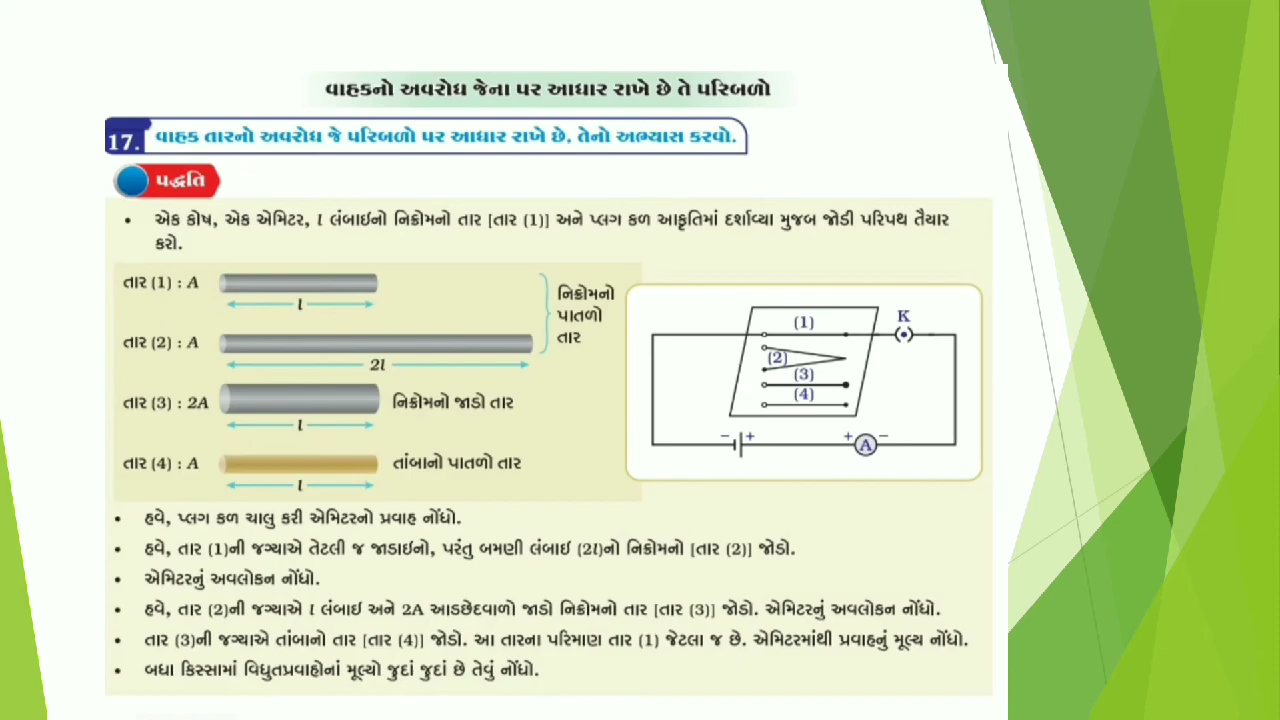 વાહકનો અવરોધ જેના પર આધાર રાખે છે તે પરિબળો
17. વાહક તારનો અવરોધ જે પરિબળો પર આધાર રાખે છે, તેનો અભ્યાસ કરવો.
પદ્ધતિ
• એક કોષ, એક એમિટર, l લંબાઈનો નિક્રોમનો તાર [તાર (1)] અને પ્લગ કળ આકૃતિમાં દર્શાવ્યા મુજબ જોડી પરિપથ તૈયાર
કરો.
તાર (1) : A
l
તાર (2) : A
2l
નિક્રોમનો
પાતળો
તાર
તાર (3) : 2A
નિક્રોમનો જાડો તાર
l
તાર (4) : A
તાંબાનો પાતળો તાર
l
(1)
K
(2)
(3)
(4)
− +
+ A −
• હવે, પ્લગ કળ ચાલુ કરી એમિટરનો પ્રવાહ નોંધો.
• હવે, તાર (1)ની જગ્યાએ તેટલી જ જાડાઈનો, પરંતુ બમણી લંબાઈ (2l)નો નિક્રોમનો [તાર (2)] જોડો.
• એમિટરનું અવલોકન નોંધો.
• હવે, તાર (2)ની જગ્યાએ l લંબાઈ અને 2A આડછેદવાળો જાડો નિક્રોમનો તાર [તાર (3)] જોડો. એમિટરનું અવલોકન નોંધો.
• તાર (3)ની જગ્યાએ તાંબાનો તાર [તાર (4)] જોડો. આ તારના પરિમાણ તાર (1) જેટલા જ છે. એમિટરમાંથી પ્રવાહનું મૂલ્ય નોંધો.
• બધા કિસ્સામાં વિધુતપ્રવાહોનાં મૂલ્યો જુદાં જુદાં છે તેવું નોંધો.